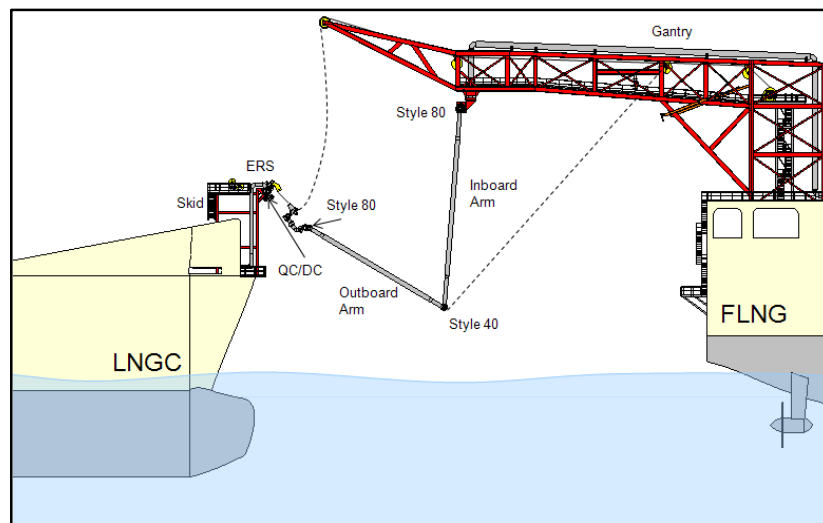 Gantry
Style 80
ERS
Inboard
Arm
Skid
Style 80
QC/DC
Outboard
Arm
FLNG
Style 40
LNGC